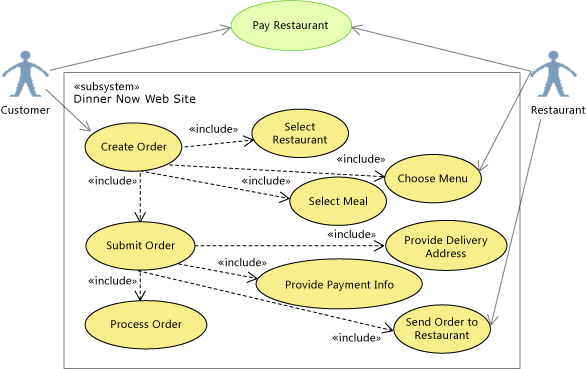 Pay Restaurant
Customer
Restaurant
«subsystem»
Dinner Now Web Site
«include»
Select
Restaurant
Create Order
«include»
Choose Menu
«include»
«include»
Select Meal
Submit Order
«include»
Provide Delivery
Address
«include»
«include»
Provide Payment Info
Process Order
«include»
Send Order to
Restaurant